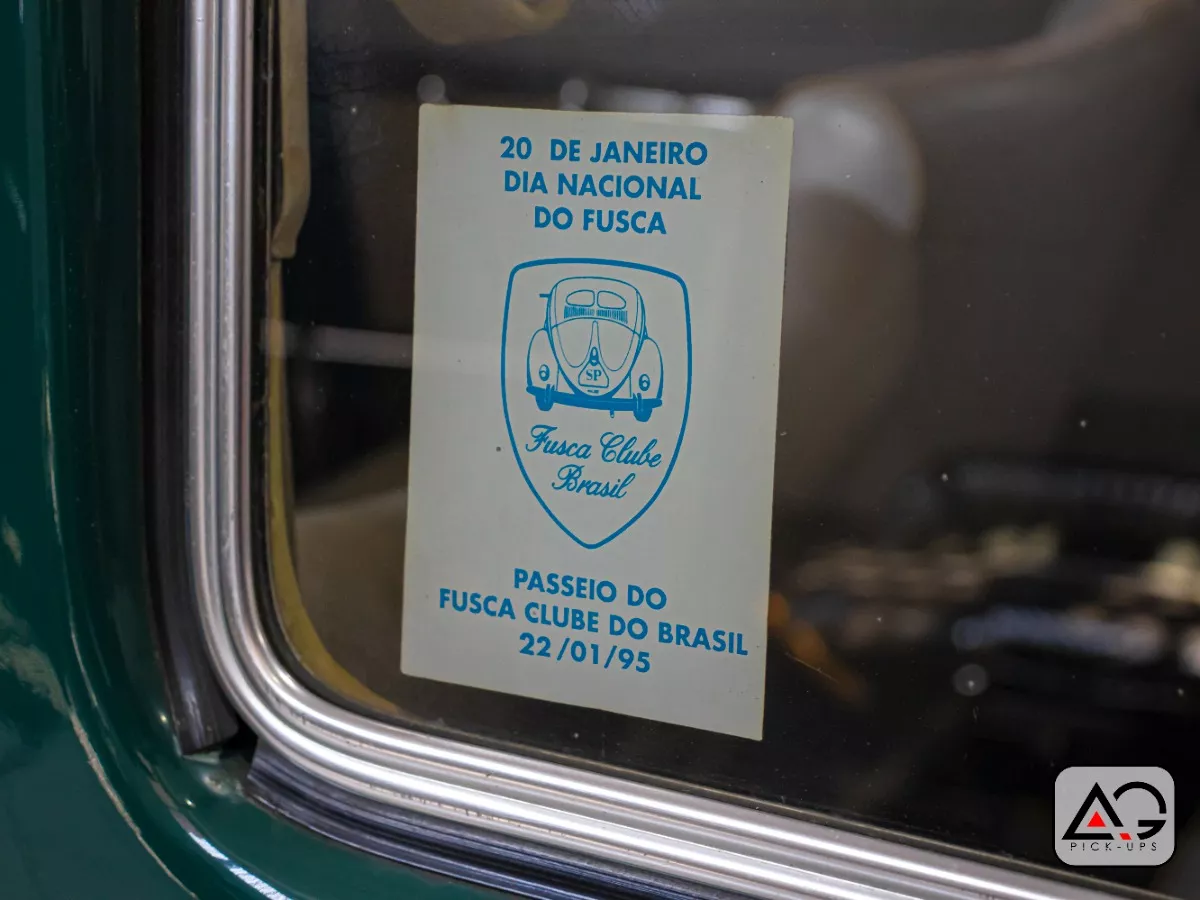 20 DE JANEIRO
DIA NACIONAL
DO FUSCA
SP
Fusca Clube
Brasil
PASSEIO DO
FUSCA CLUBE DO BRASIL
22/01/95
AG
PICK-UPS